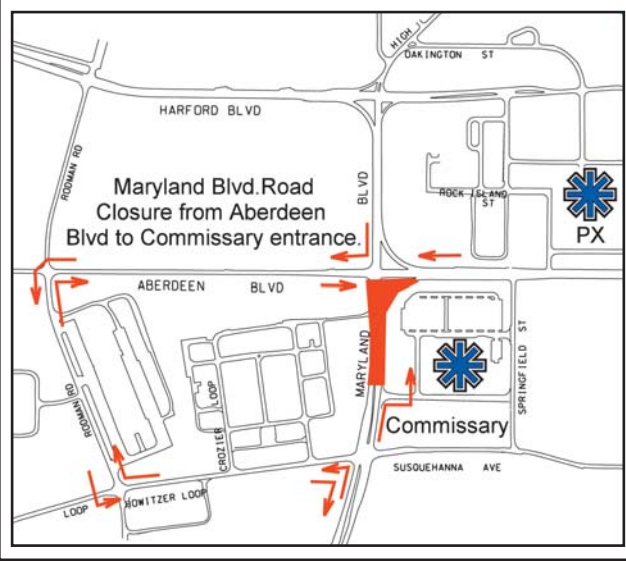 HIGH
OAKINGTON ST
HARFORD BLVD
RODMAN RD
Maryland Blvd.Road
Closure from Aberdeen
Blvd to Commissary entrance.
BLVD
ROCK ISLAND
ST
PX
ABERDEEN BLVD
MARYLAND
SPRINGFIELD ST
CROZIER LOOP
RODMAN RD
Commissary
SUSQUEHANNA AVE
HOWITZER LOOP
LOOP